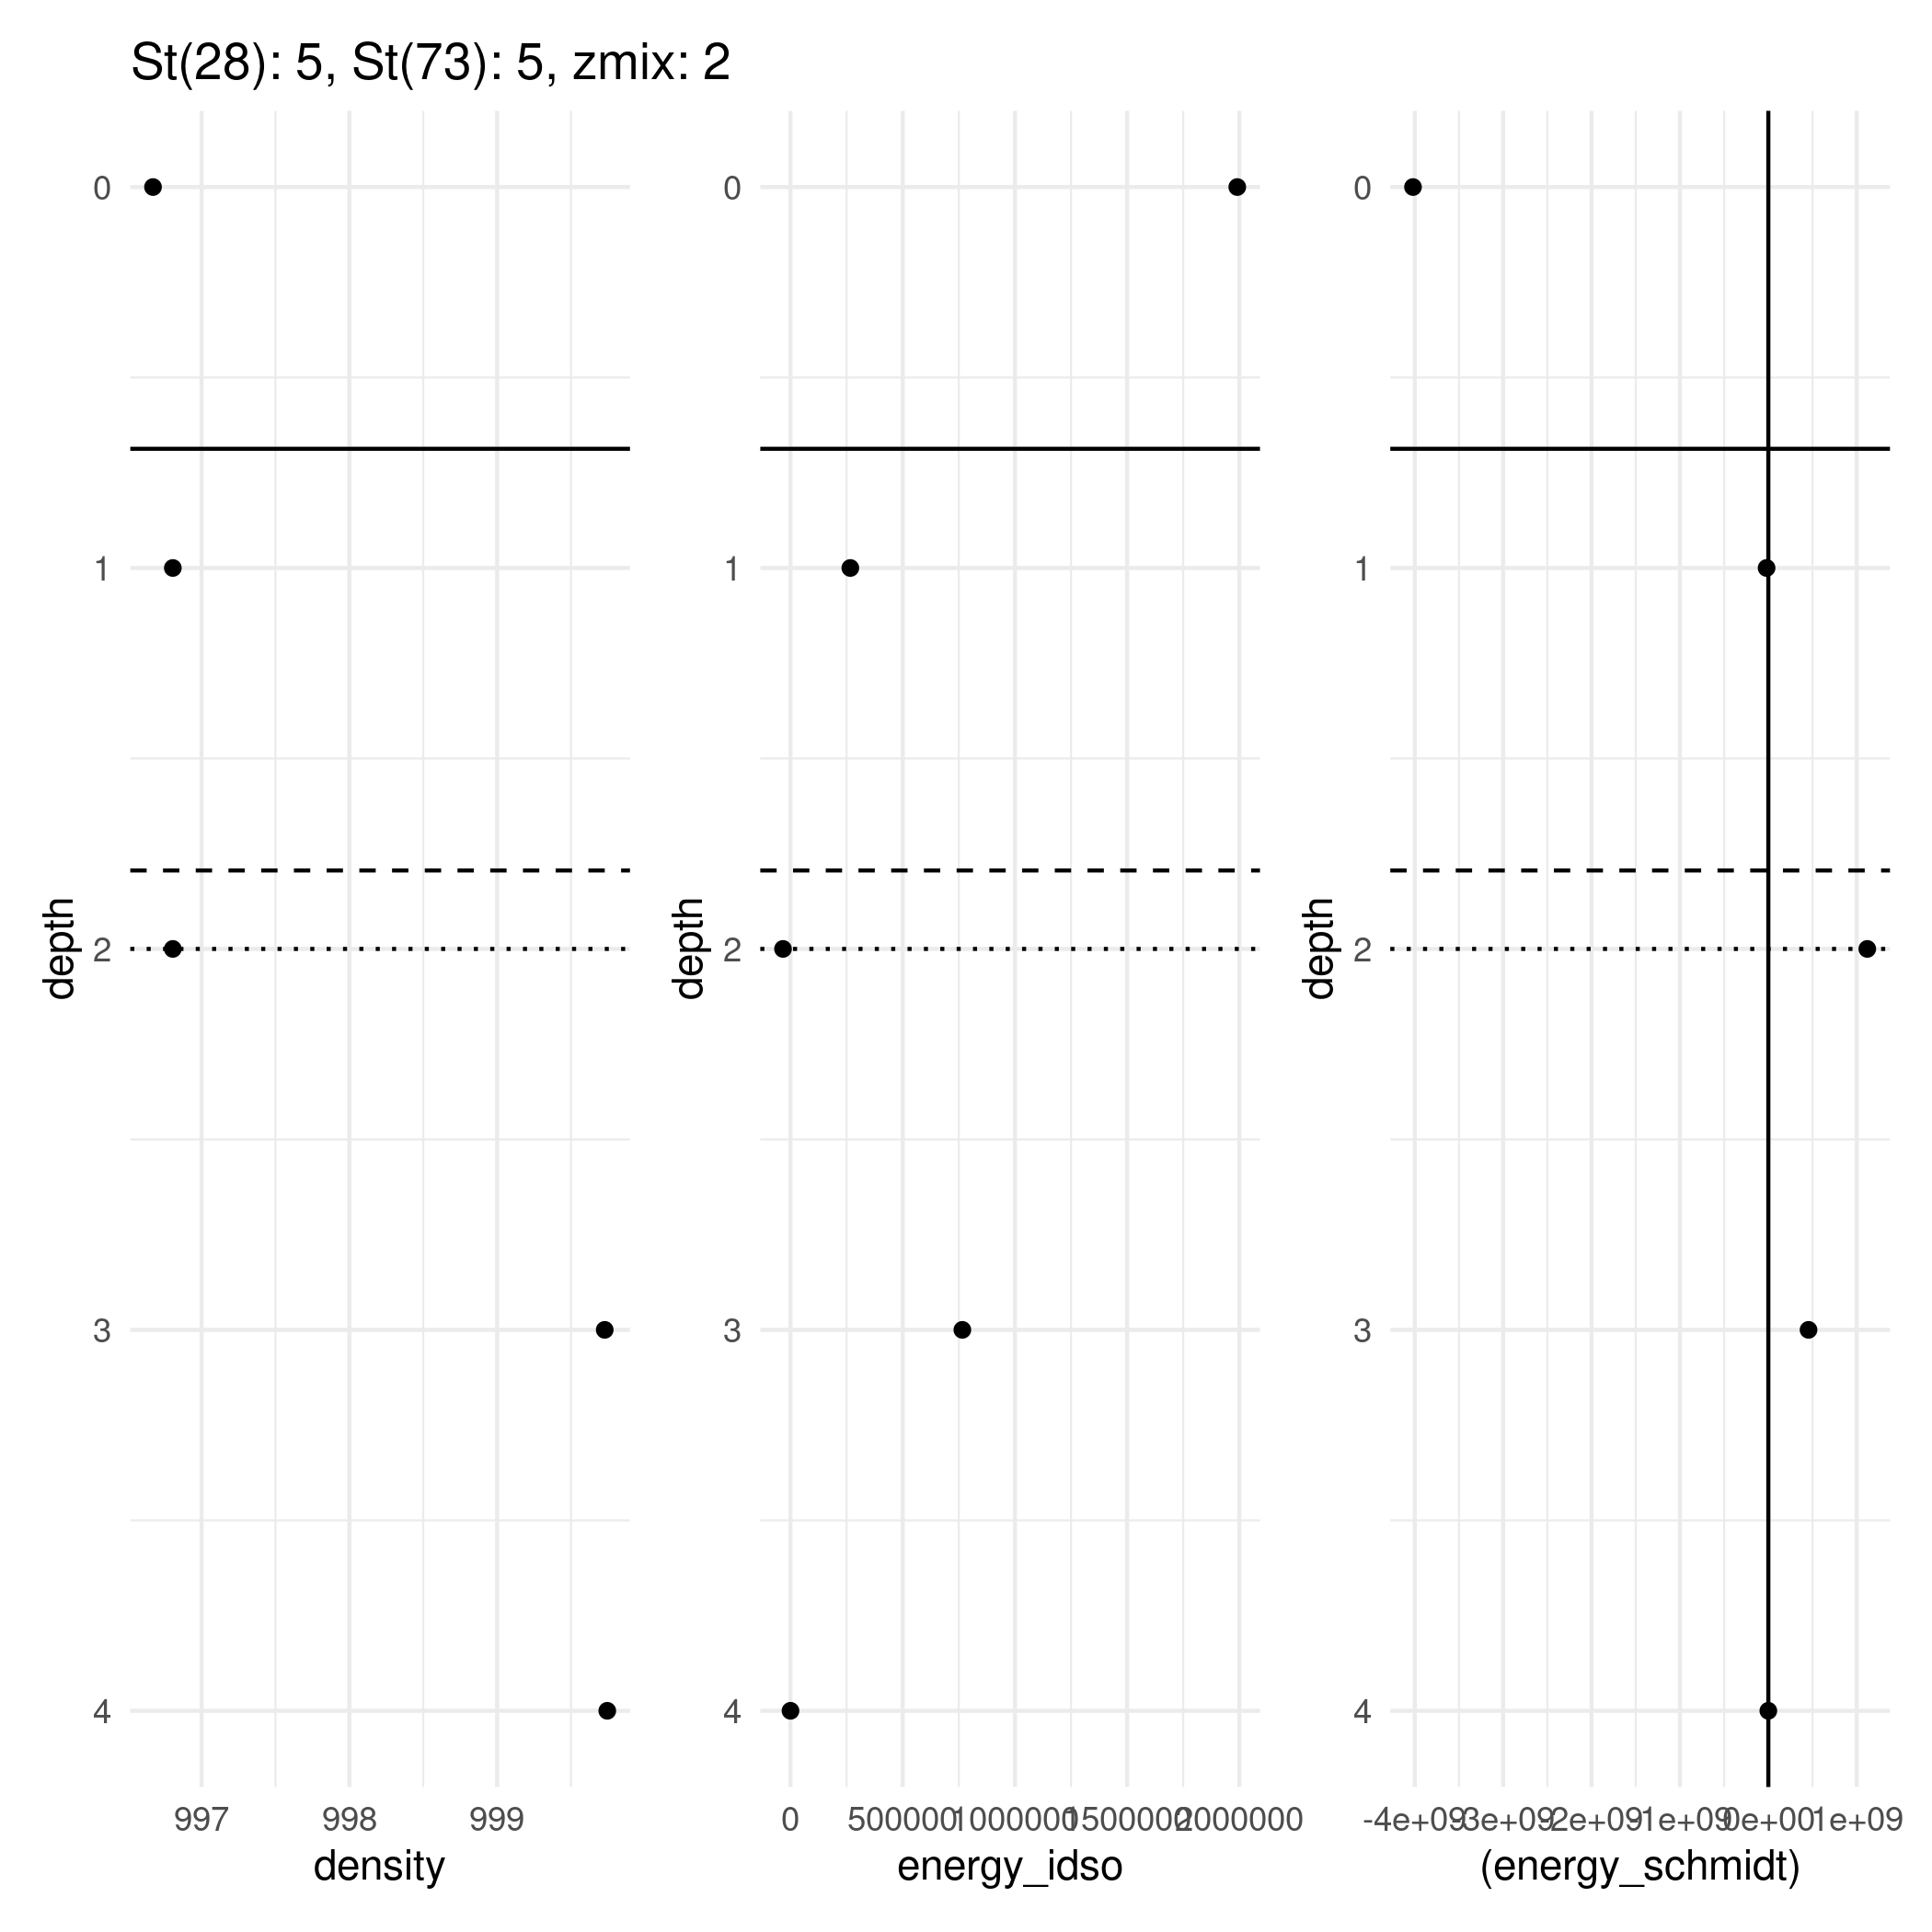 St(28): 5, St(73): 5, zmix: 2
depth
0
1
2
3
4
997 998 999
density
depth
0
1
2
3
4
0 500000 1000000 1500000 2000000
energy_idso
depth
0
1
2
3
4
-4e+09 -3e+09 -2e+09 -1e+09 0e+00 1e+09
(energy_schmidt)